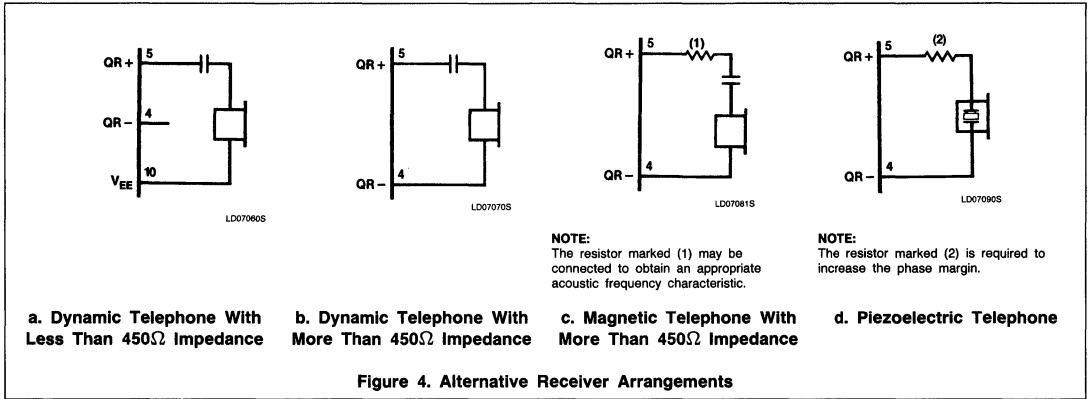 5
QR +
4
QR −
10
VEE
LD07060S
5
QR +
4
QR −
LD07070S
5
(1)
QR +
4
QR −
LD07081S
5
(2)
QR +
4
QR −
LD07090S
NOTE:
The resistor marked (1) may be
connected to obtain an appropriate
acoustic frequency characteristic.
NOTE:
The resistor marked (2) is required to
increase the phase margin.
a. Dynamic Telephone With
Less Than 450Ω Impedance
b. Dynamic Telephone With
More Than 450Ω Impedance
c. Magnetic Telephone With
More Than 450Ω Impedance
d. Piezoelectric Telephone
Figure 4. Alternative Receiver Arrangements